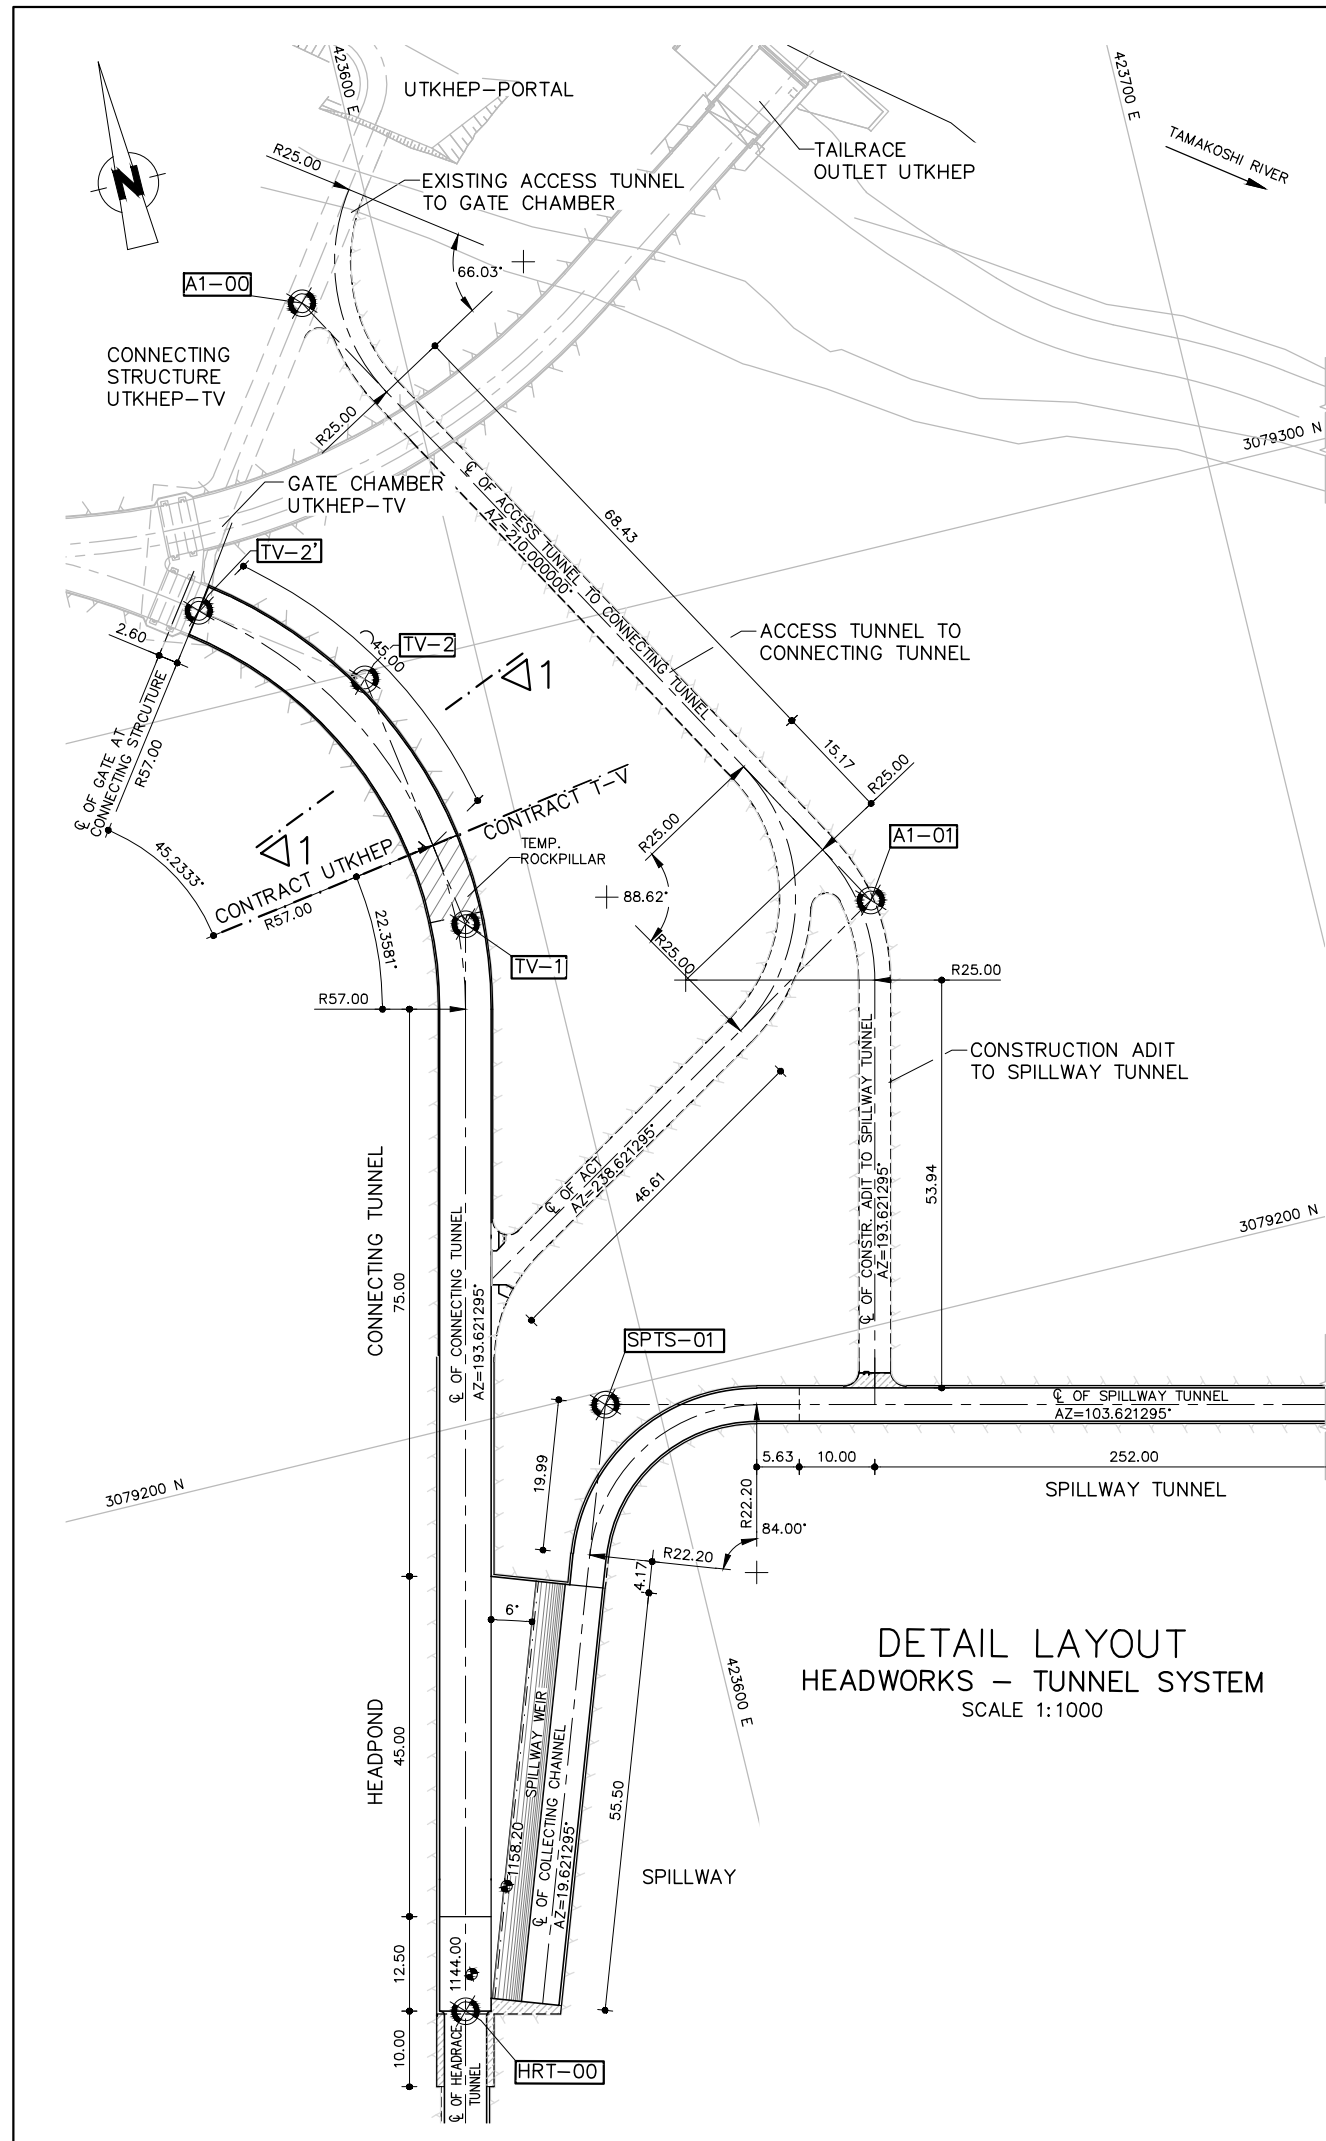 423600 E
UTKHEP-PORTAL
423700 E
TAMAKOSHI RIVER
TAILRACE
OUTLET UTKHEP
R25.00
EXISTING ACCESS TUNNEL
TO GATE CHAMBER
N
66.03°
A1-00
CONNECTING
STRUCTURE
UTKHEP-TV
R25.00
3079300 N
GATE CHAMBER
UTKHEP-TV
℄ OF ACCESS TUNNEL TO CONNECTING TUNNEL
AZ=210.000000°
68.43
TV-2'
2.60
TV-2
45.00
1
ACCESS TUNNEL TO
CONNECTING TUNNEL
℄ OF GATE AT
CONNECTING STRCUTURE
R57.00
15.17
R25.00
CONTRACT T-V
R25.00
A1-01
1
TEMP.
ROCKPILLAR
45.2333°
CONTRACT UTKHEP
R57.00
88.62°
22.3581°
R25.00
TV-1
R25.00
R57.00
CONSTRUCTION ADIT
TO SPILLWAY TUNNEL
℄ OF CONSTR. ADIT TO SPILLWAY TUNNEL
AZ=193.621295°
53.94
℄ OF ACT
AZ=238.621295°
46.61
CONNECTING TUNNEL
75.00
℄ OF CONNECTING TUNNEL
AZ=193.621295°
3079200 N
SPTS-01
℄ OF SPILLWAY TUNNEL
AZ=103.621295°
19.99
5.63
10.00
252.00
SPILLWAY TUNNEL
3079200 N
R22.20
84.00°
R22.20
4.17
6°
DETAIL LAYOUT
HEADWORKS - TUNNEL SYSTEM
SCALE 1:1000
423600 E
HEADPOND
45.00
SPILLWAY WEIR
℄ OF COLLECTING CHANNEL
AZ=19.621295°
1158.20
55.50
SPILLWAY
12.50
1144.00
10.00
℄ OF HEADRACE
TUNNEL
HRT-00